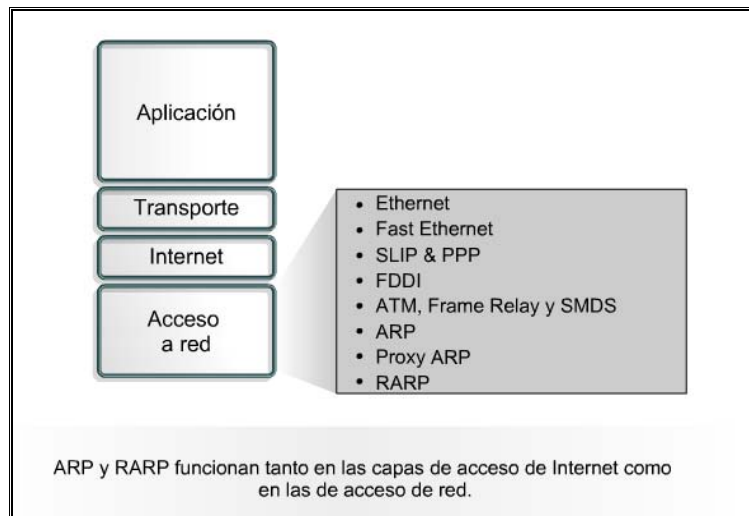 Aplicación
Transporte
Internet
Acceso
a red
• Ethernet
• Fast Ethernet
• SLIP & PPP
• FDDI
• ATM, Frame Relay y SMDS
• ARP
• Proxy ARP
• RARP
ARP y RARP funcionan tanto en las capas de acceso de Internet como
en las de acceso de red.